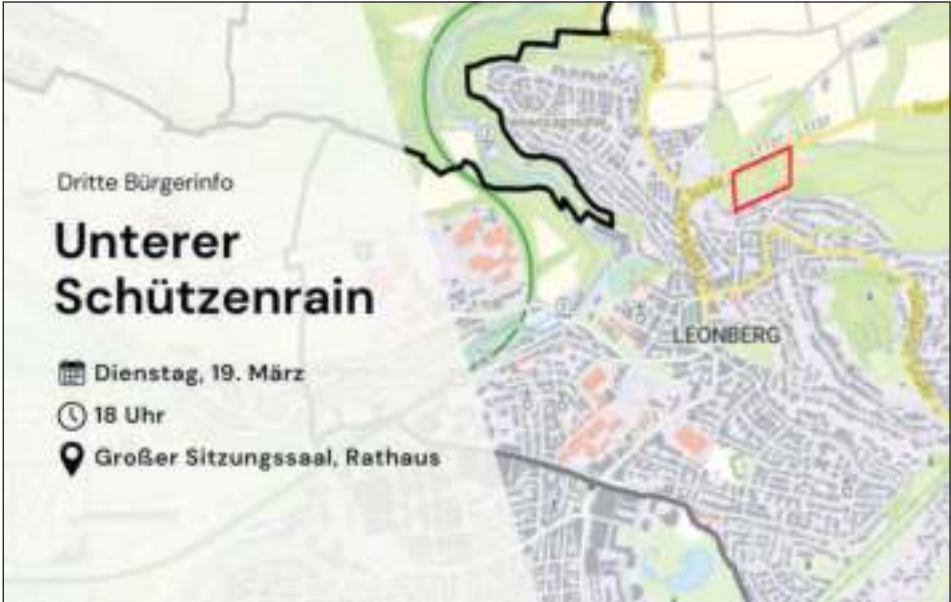 Dritte Bürgerinfo
Unterer
Schützenrain
Dienstag, 19. März
18 Uhr
Großer Sitzungssaal, Rathaus
LEONBERG